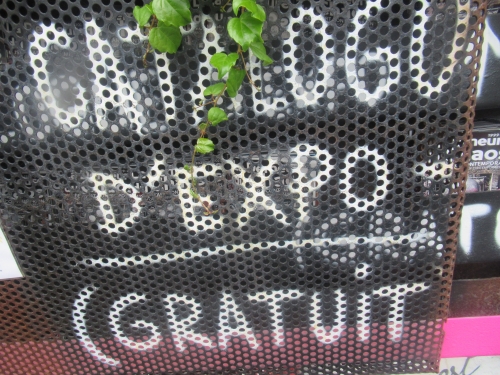 CATALOGU
D'EXPO -
(GRATUIT